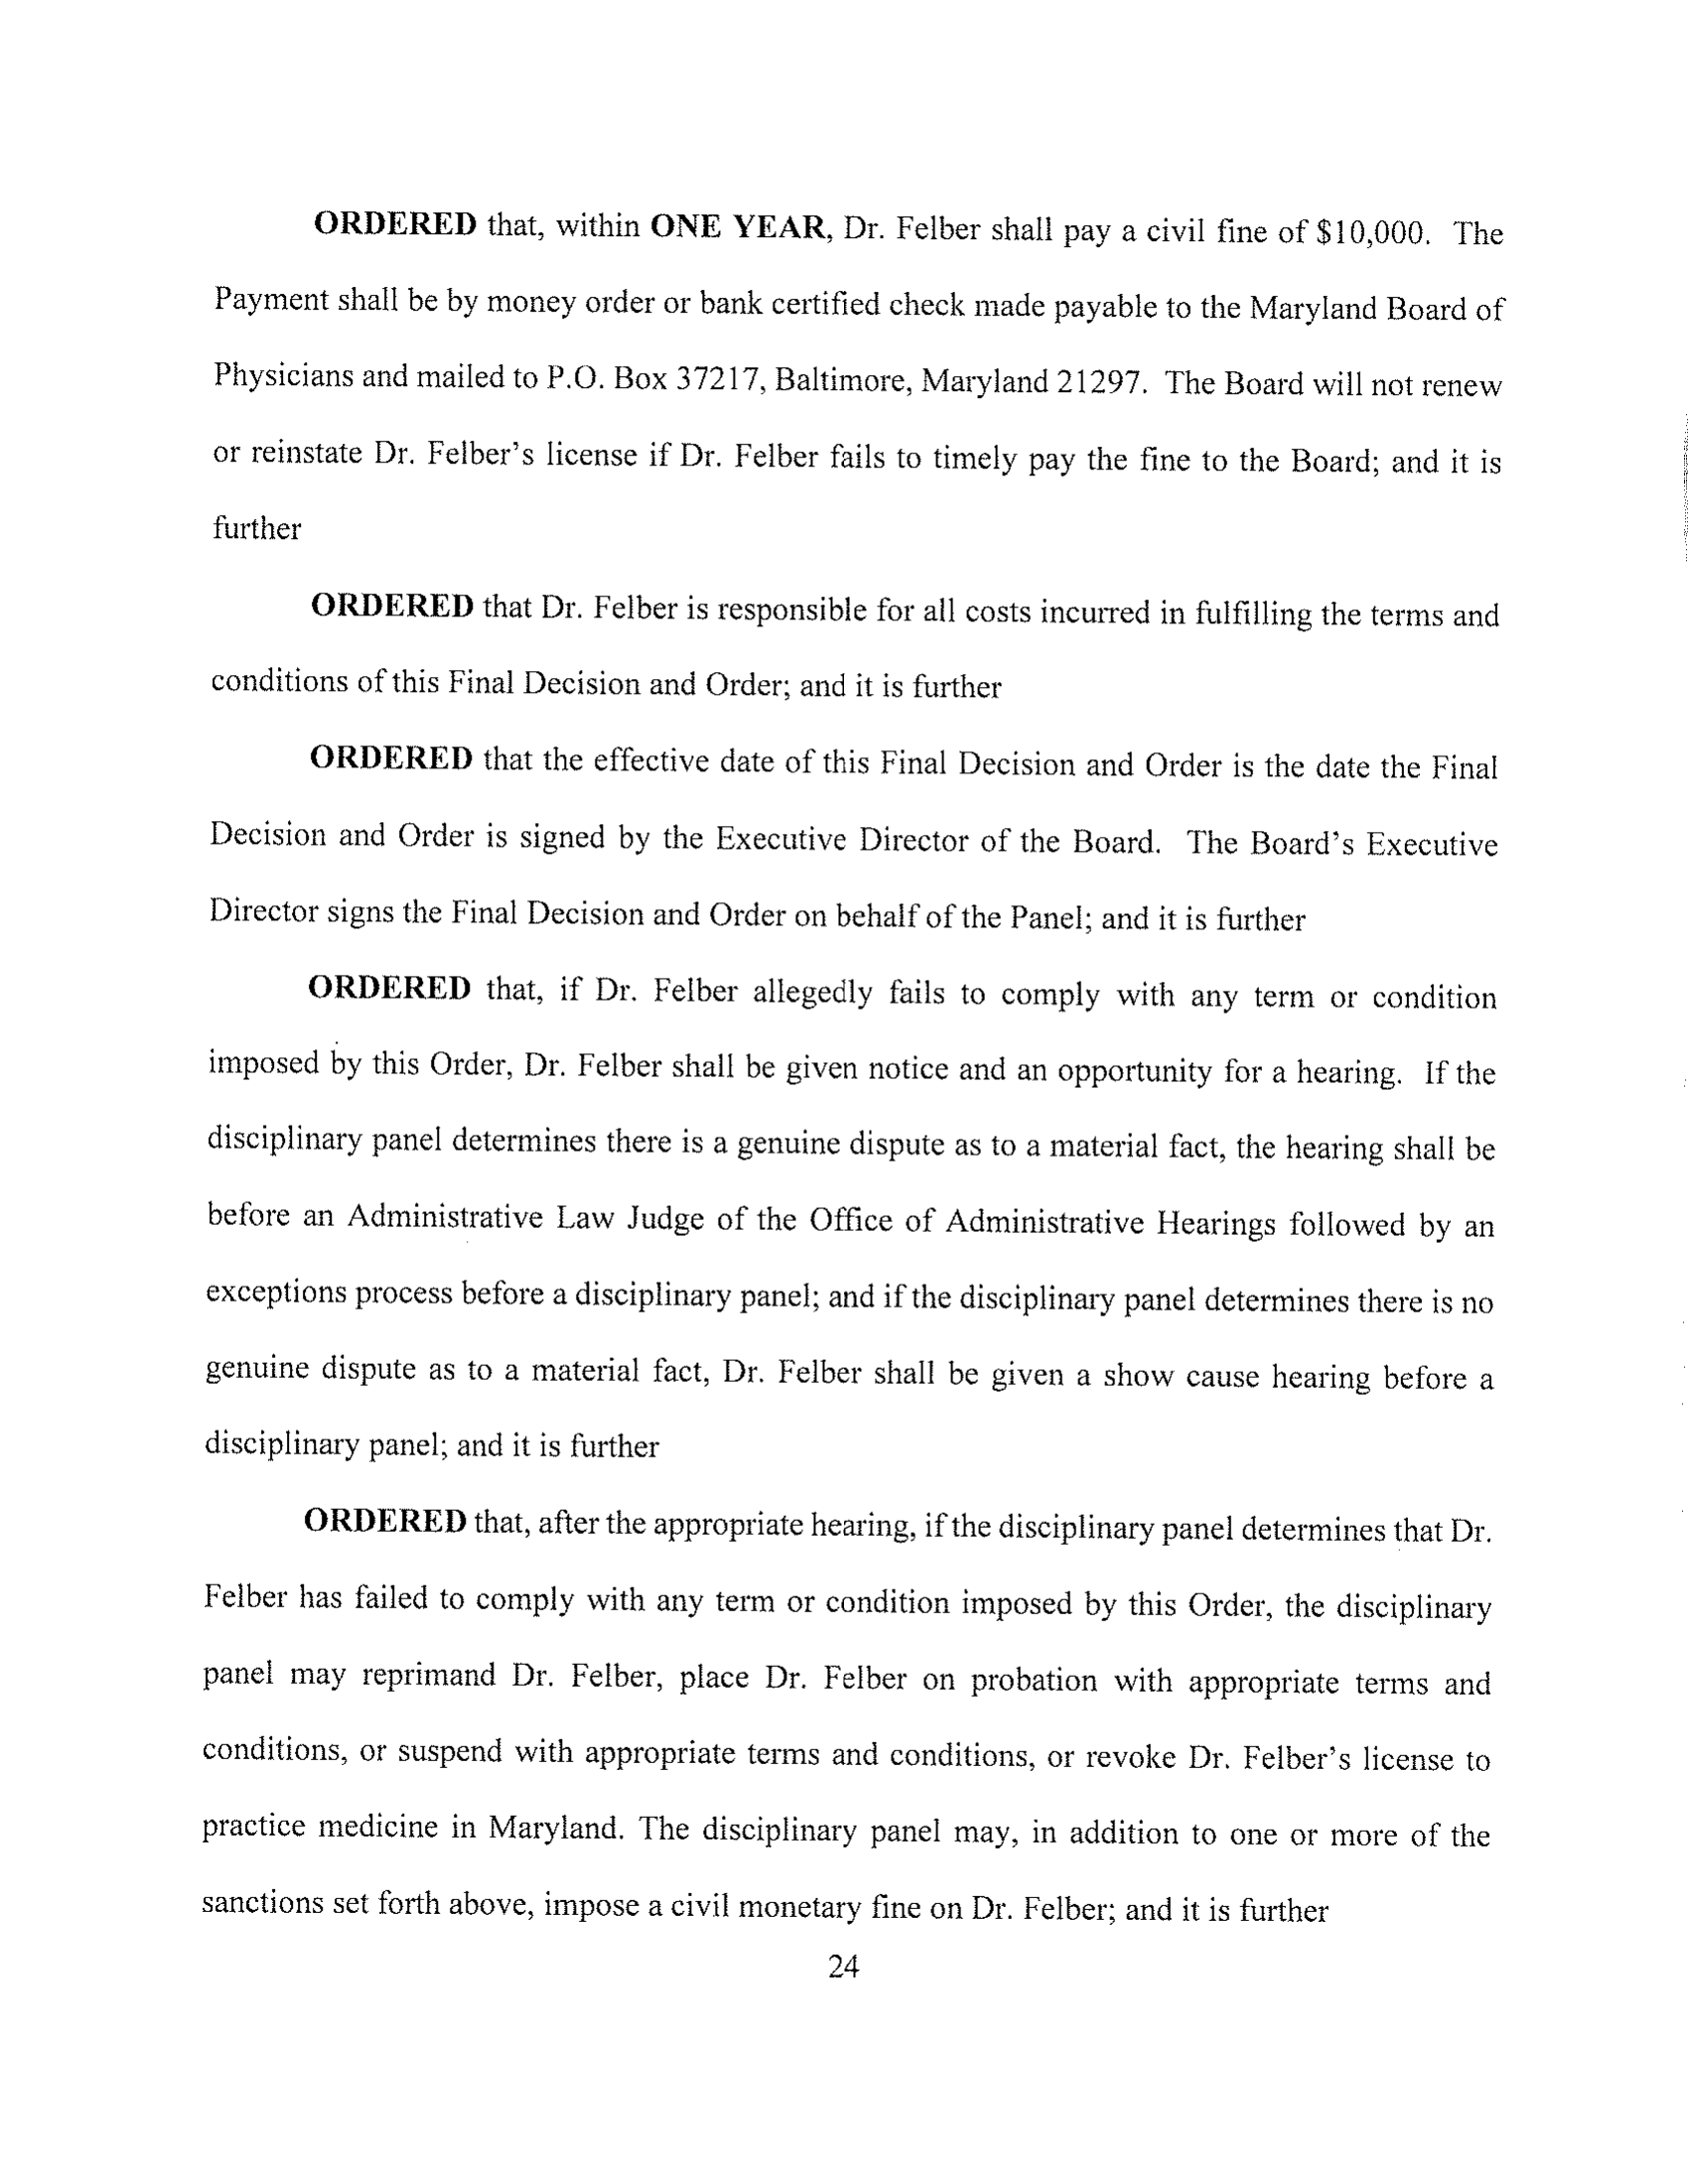 ORDERED that, within ONE YEAR, Dr. Felber shall pay a civil fine of $10,000. The
Payment shall be by money order or bank certified check made payable to the Maryland Board of
Physicians and mailed to P.O. Box 37217, Baltimore, Maryland 21297. The Board will not renew
or reinstate Dr. Felber's license if Dr. Felber fails to timely pay the fine to the Board; and it is
further
ORDERED that Dr. Felber is responsible for all costs incurred in fulfilling the terms and
conditions of this Final Decision and Order; and it is further
ORDERED that the effective date of this Final Decision and Order is the date the Final
Decision and Order is signed by the Executive Director of the Board. The Board's Executive
Director signs the Final Decision and Order on behalf of the Panel; and it is further
ORDERED that, if Dr. Felber allegedly fails to comply with any term or condition
imposed by this Order, Dr. Felber shall be given notice and an opportunity for a hearing. If the
disciplinary panel determines there is a genuine dispute as to a material fact, the hearing shall be
before an Administrative Law Judge of the Office of Administrative Hearings followed by an
exceptions process before a disciplinary panel; and if the disciplinary panel determines there is no
genuine dispute as to a material fact, Dr. Felber shall be given a show cause hearing before a
disciplinary panel; and it is further
ORDERED that, after the appropriate hearing, if the disciplinary panel determines that Dr.
Felber has failed to comply with any term or condition imposed by this Order, the disciplinary
panel may reprimand Dr. Felber, place Dr. Felber on probation with appropriate terms and
conditions, or suspend with appropriate terms and conditions, or revoke Dr. Felber's license to
practice medicine in Maryland. The disciplinary panel may, in addition to one or more of the
sanctions set forth above, impose a civil monetary fine on Dr. Felber; and it is further
24